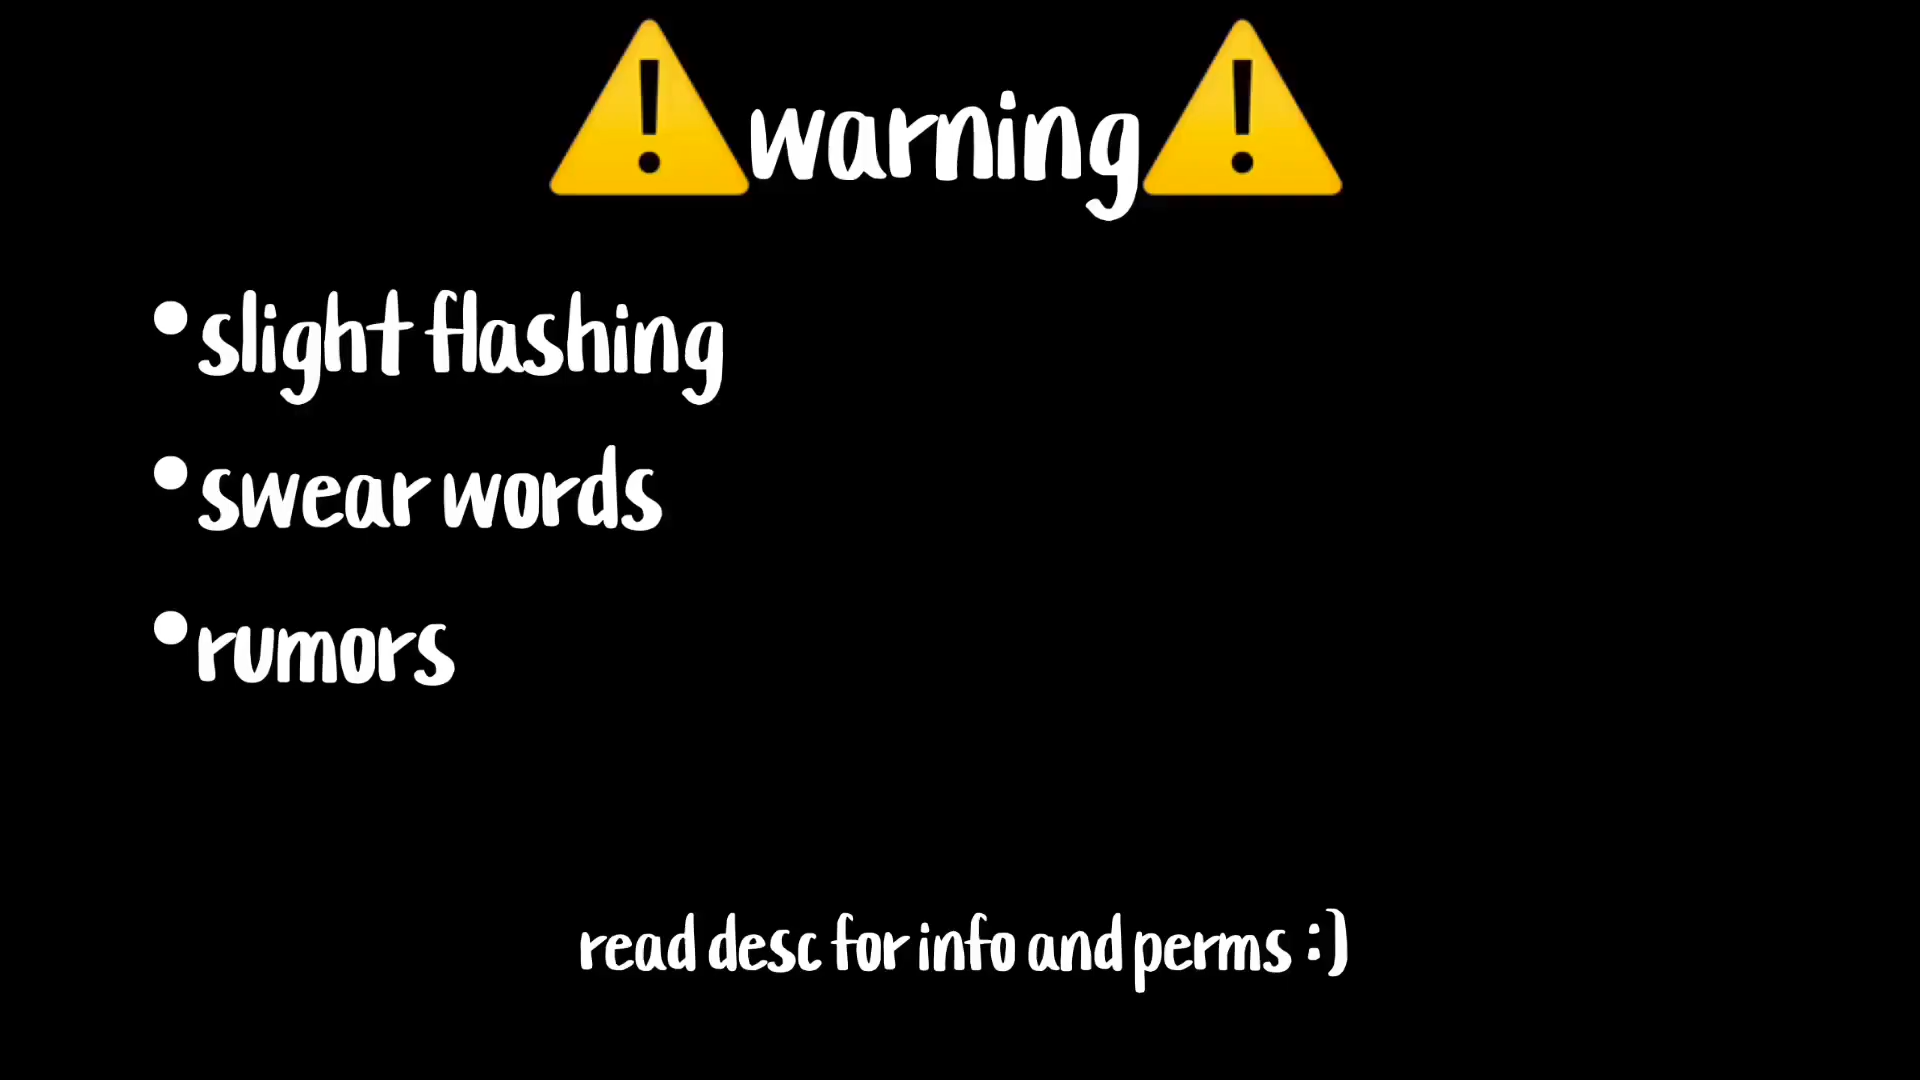 ⚠️warning⚠️
•slight flashing
•swear words
•rumors
read desc for info and perms :)